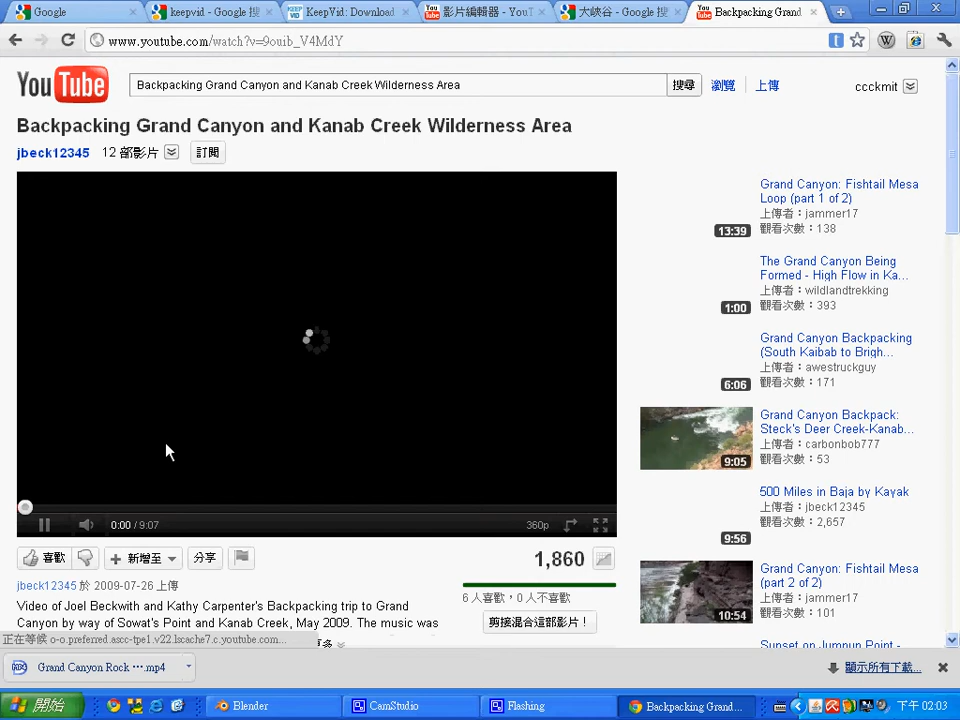 Google
keepvid - Google 搜
KeepVid: Download
影片編輯器 - YouT
大峽谷 - Google 搜
Backpacking Grand
www.youtube.com/watch?v=9ouib_V4MdY
YouTube
Backpacking Grand Canyon and Kanab Creek Wilderness Area
搜尋
瀏覽
上傳
ccckmit
Backpacking Grand Canyon and Kanab Creek Wilderness Area
jbeck12345 12 部影片 訂閱
Grand Canyon: Fishtail Mesa
Loop (part 1 of 2)
上傳者：jammer17
觀看次數：138
13:39
The Grand Canyon Being
Formed - High Flow in Ka...
上傳者：wildlandtrekking
觀看次數：393
1:00
Grand Canyon Backpacking
(South Kaibab to Brigh...
上傳者：awestruckguy
觀看次數：171
6:06
Grand Canyon Backpack:
Steck's Deer Creek-Kanab...
上傳者：carbonbob777
觀看次數：53
9:05
500 Miles in Baja by Kayak
上傳者：jbeck12345
觀看次數：2,657
9:56
Grand Canyon: Fishtail Mesa
(part 2 of 2)
上傳者：jammer17
觀看次數：101
10:54
Sunset on Jumpup Point -
0:00 / 9:07
360p
喜歡
新增至
分享
1,860
jbeck12345 於 2009-07-26 上傳
6 人喜歡，0 人不喜歡
Video of Joel Beckwith and Kathy Carpenter's Backpacking trip to Grand
Canyon by way of Sowat's Point and Kanab Creek, May 2009. The music was
剪接混合這部影片！
正在等候 o-o.preferred.ascc-tpe1.v22.lscache7.c.youtube.com...
更多
Grand Canyon Rock ....mp4
顯示所有下載...
開始
Blender
CamStudio
Flashing
Backpacking Grand...
下午 02:03